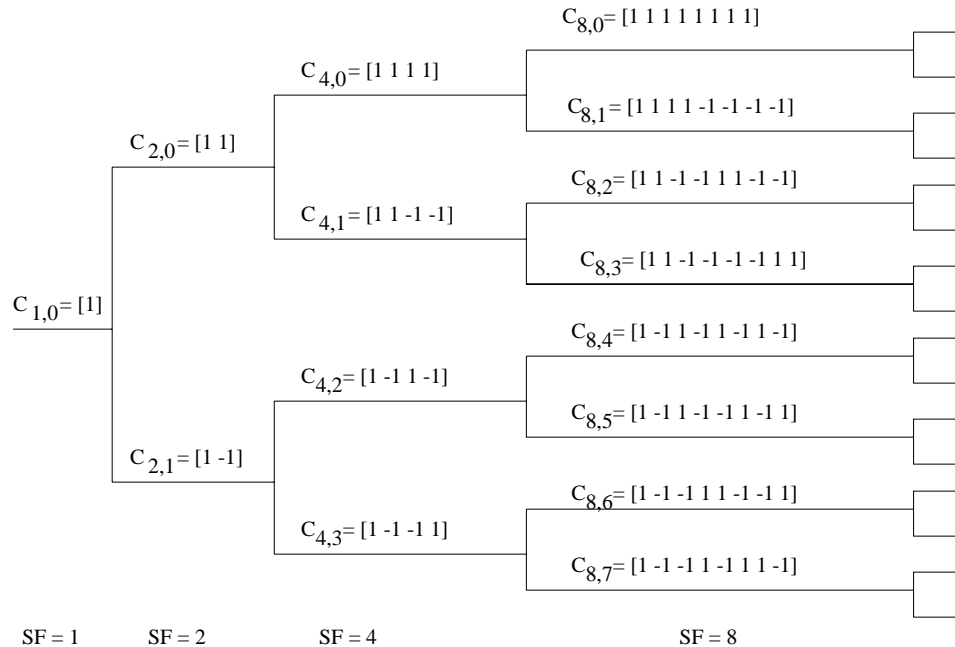 C8,0= [1 1 1 1 1 1 1 1]
C4,0= [1 1 1 1]
C8,1= [1 1 1 1 -1 -1 -1 -1]
C2,0= [1 1]
C8,2= [1 1 -1 -1 1 1 -1 -1]
C4,1= [1 1 -1 -1]
C8,3= [1 1 -1 -1 -1 -1 1 1]
C1,0= [1]
C8,4= [1 -1 1 -1 1 -1 1 -1]
C4,2= [1 -1 1 -1]
C8,5= [1 -1 1 -1 -1 1 -1 1]
C2,1= [1 -1]
C8,6= [1 -1 -1 1 1 -1 -1 1]
C4,3= [1 -1 -1 1]
C8,7= [1 -1 -1 1 -1 1 1 -1]
SF = 1
SF = 2
SF = 4
SF = 8